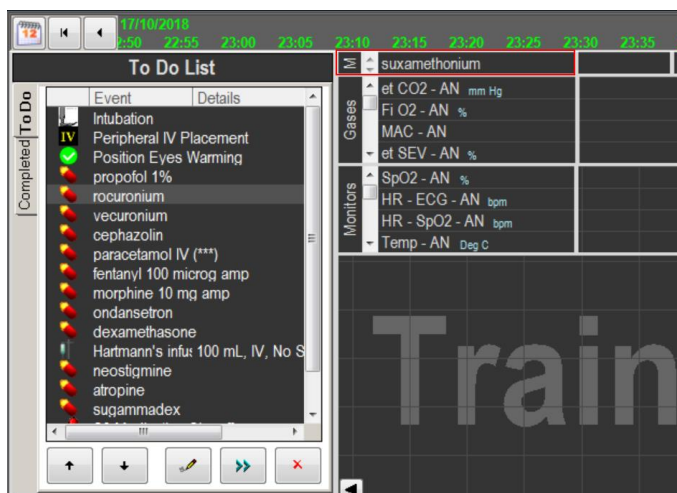 12
17/10/2018
2:50 22:55 23:00 23:05 23:10 23:15 23:20 23:25 23:30 23:35
To Do List
M suxamethonium
To Do
Completed
Event Details
Intubation
IV Peripheral IV Placement
Position Eyes Warming
propofol 1%
rocuronium
vecuronium
cephazolin
paracetamol IV (***)
fentanyl 100 microg amp
morphine 10 mg amp
ondansetron
dexamethasone
Hartmann's infus 100 mL, IV, No S
neostigmine
atropine
sugammadex
Gases
et CO2 - AN mm Hg
Fi O2 - AN %
MAC - AN
et SEV - AN %
Monitors
SpO2 - AN %
HR - ECG - AN bpm
HR - SpO2 - AN bpm
Temp - AN Deg C
Train